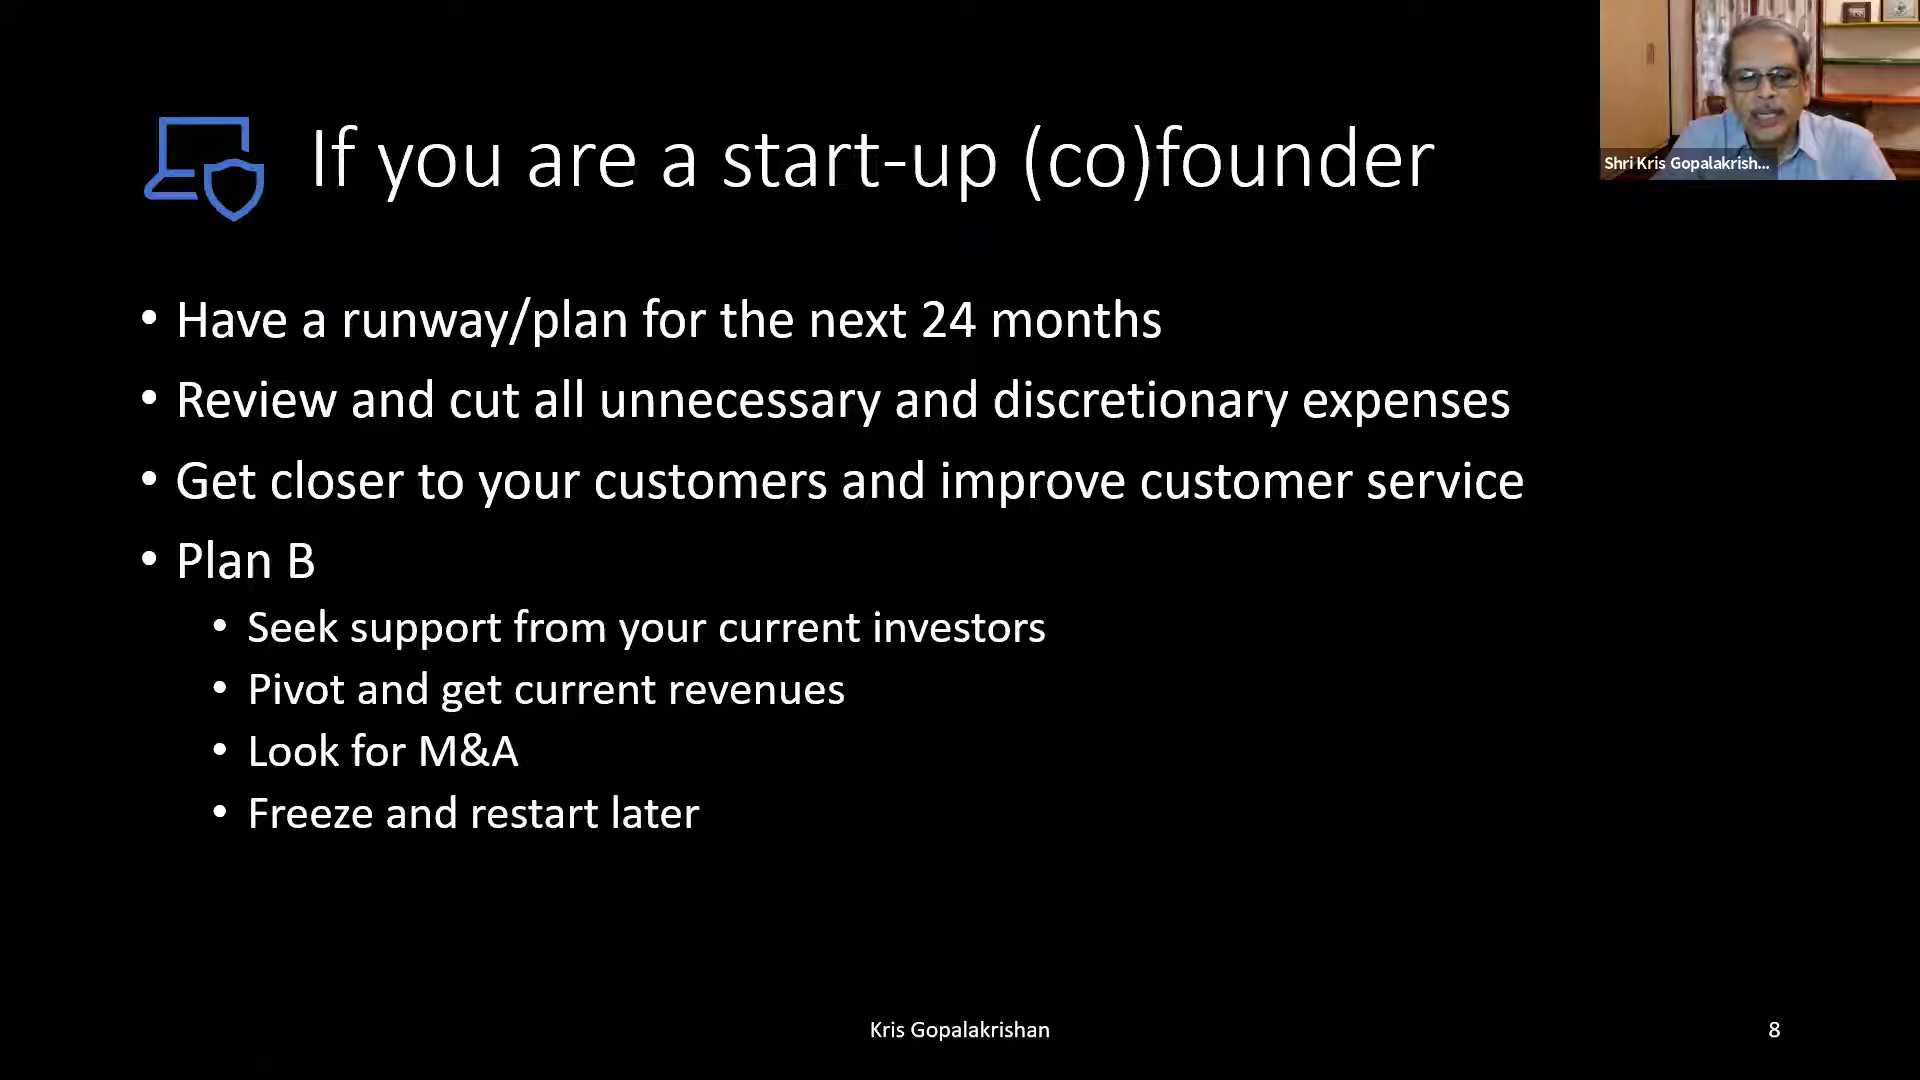 If you are a start-up (co)founder
Shri Kris Gopalakrish...
• Have a runway/plan for the next 24 months
• Review and cut all unnecessary and discretionary expenses
• Get closer to your customers and improve customer service
• Plan B
• Seek support from your current investors
• Pivot and get current revenues
• Look for M&A
• Freeze and restart later
Kris Gopalakrishan
8